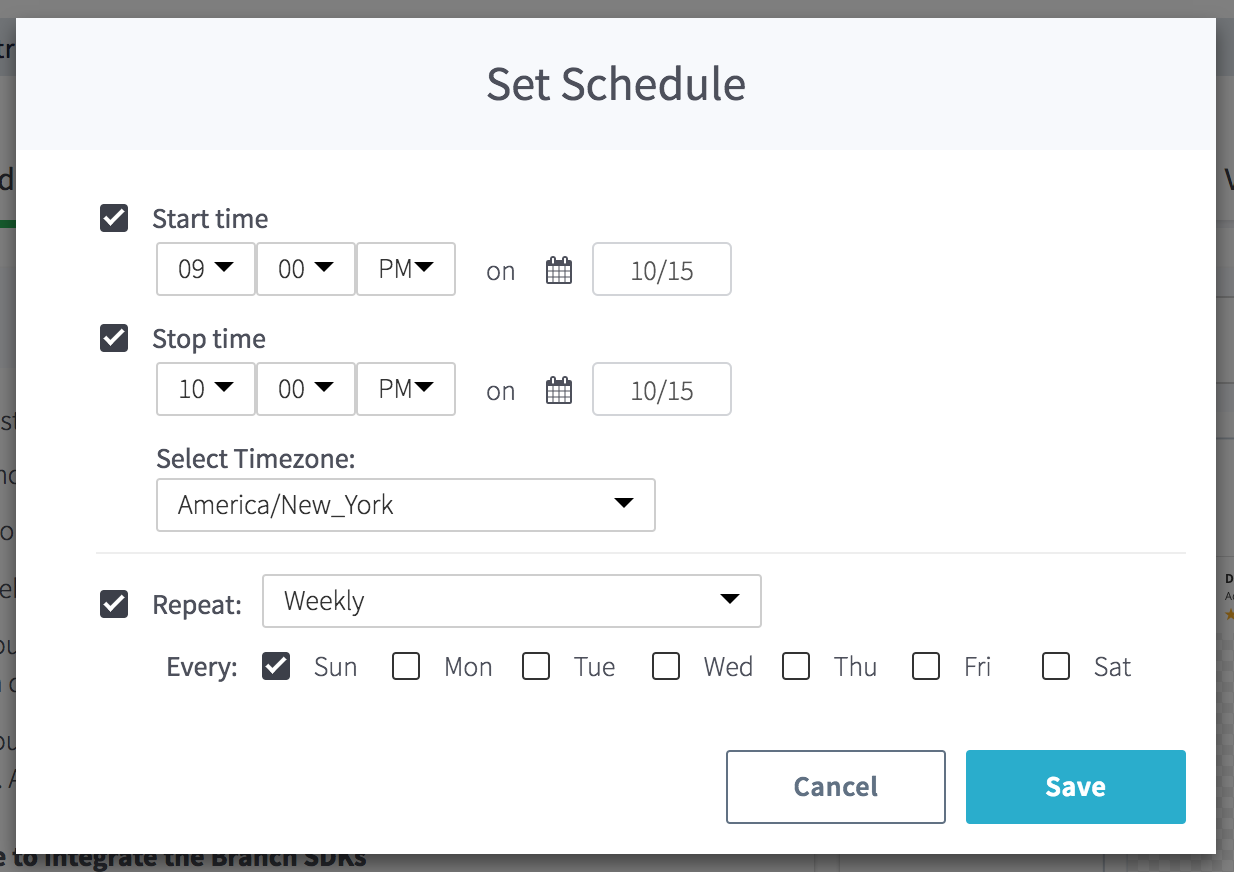 Set Schedule
Start time
09 00 PM on 10/15
Stop time
10 00 PM on 10/15
Select Timezone:
America/New_York
Repeat: Weekly
Every: Sun Mon Tue Wed Thu Fri Sat
Cancel Save
to integrate the Branch SDKs